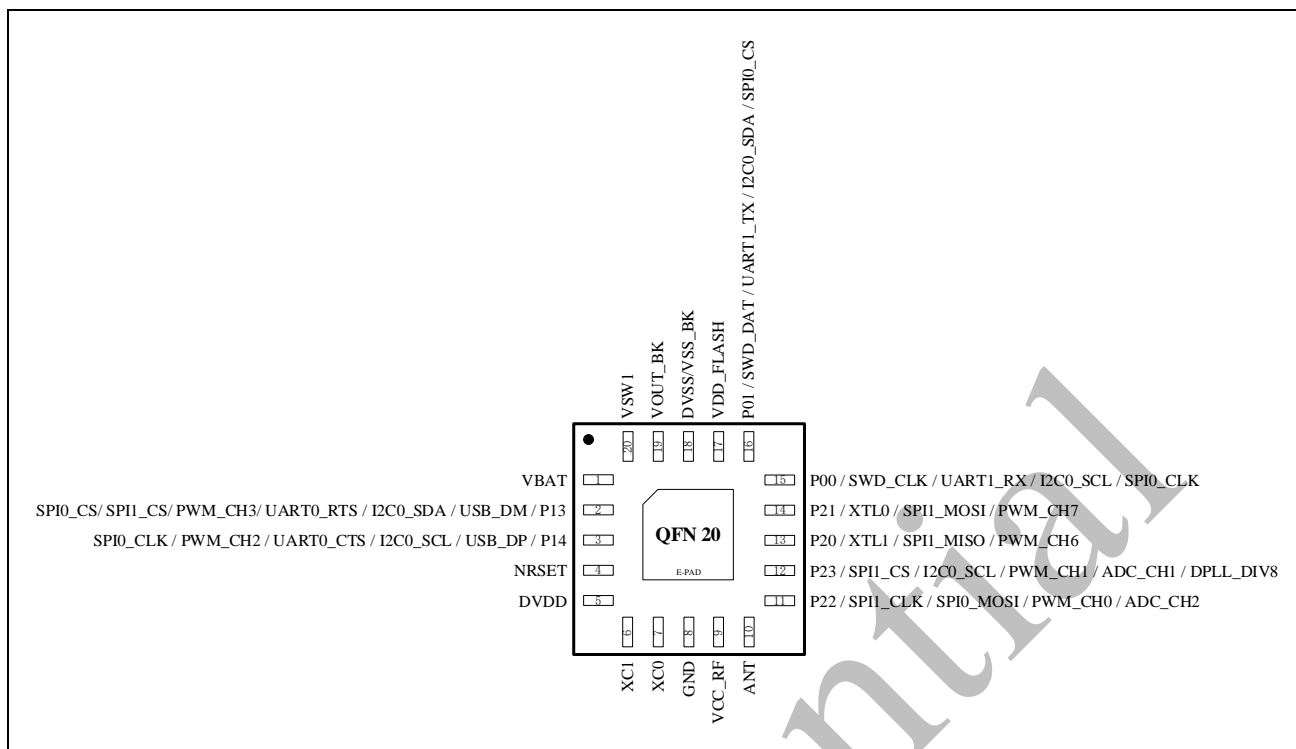 P01 / SWD_DAT / UART1_TX / I2C0_SDA / SPI0_CS
VDD_FLASH
DVSS/VSS_BK
VOUT_BK
VSW1
20
19
18
17
16
VBAT
1
SPI0_CS/ SPI1_CS/ PWM_CH3/ UART0_RTS / I2C0_SDA / USB_DM / P13
2
SPI0_CLK / PWM_CH2 / UART0_CTS / I2C0_SCL / USB_DP / P14
3
NRSET
4
DVDD
5
QFN 20
E-PAD
15
P00 / SWD_CLK / UART1_RX / I2C0_SCL / SPI0_CLK
14
P21 / XTL0 / SPI1_MOSI / PWM_CH7
13
P20 / XTL1 / SPI1_MISO / PWM_CH6
12
P23 / SPI1_CS / I2C0_SCL / PWM_CH1 / ADC_CH1 / DPLL_DIV8
11
P22 / SPI1_CLK / SPI0_MOSI / PWM_CH0 / ADC_CH2
6
7
8
9
10
XC1
XC0
GND
VCC_RF
ANT
ntial